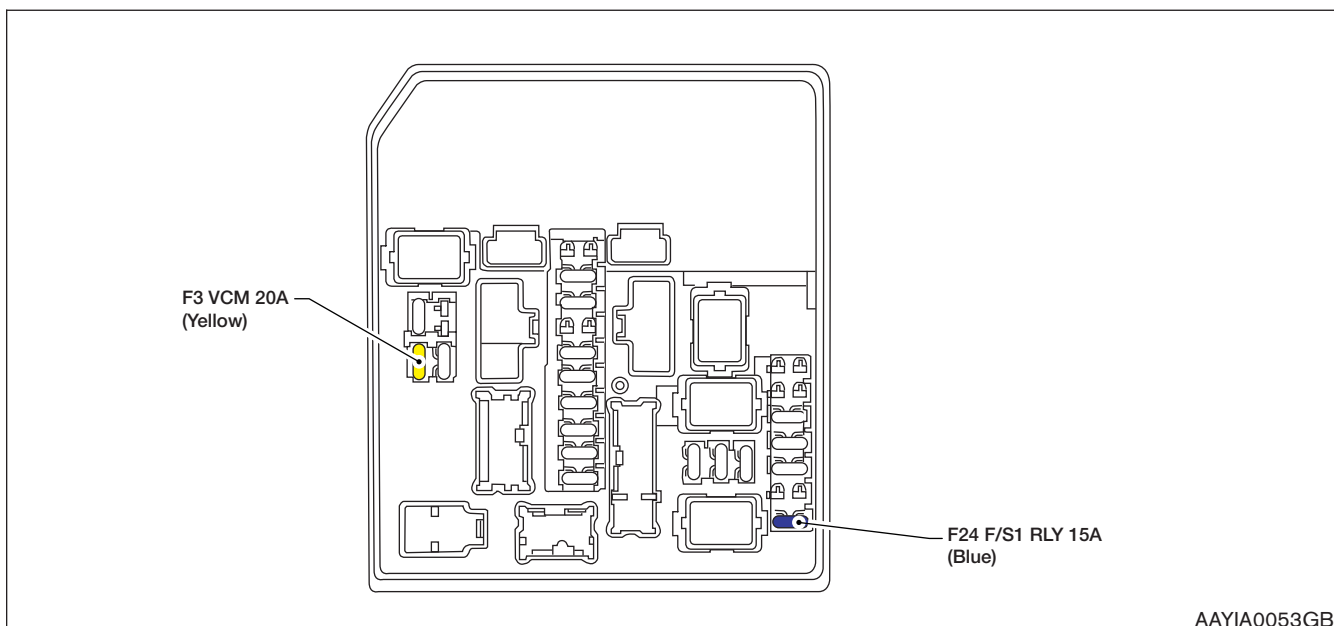 F3 VCM 20A
(Yellow)
F24 F/S1 RLY 15A
(Blue)
AAYIA0053GB